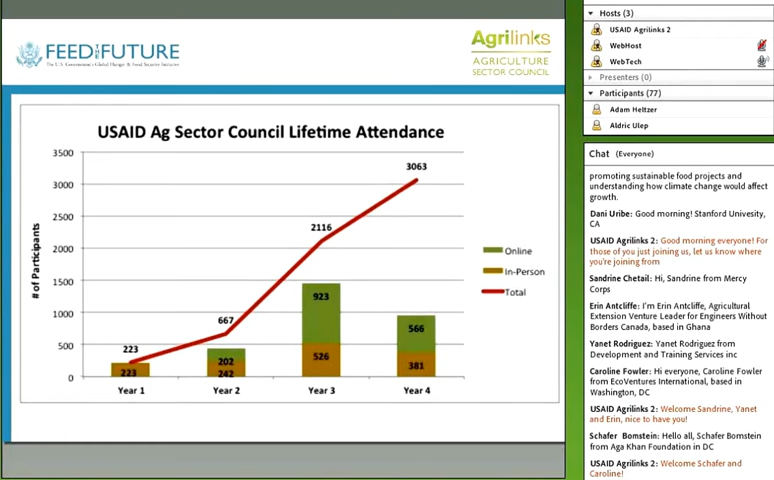 FEEDTHEFUTURE
The U.S. Government's Global Hunger & Food Security Initiative
Agrilinks
AGRICULTURE
SECTOR COUNCIL
USAID Ag Sector Council Lifetime Attendance
# of Participants
3500
3000
2500
2000
1500
1000
500
0
223
667
2116
3063
223
202
242
923
526
566
381
Year 1
Year 2
Year 3
Year 4
Online
In-Person
Total
Hosts (3)
USAID Agrilinks 2
WebHost
WebTech
Presenters (0)
Participants (77)
Adam Heltzer
Aldric Ulep
Chat (Everyone)
promoting sustainable food projects and
understanding how climate change would affect
growth.
Dani Uribe: Good morning! Stanford Univesity,
CA
USAID Agrilinks 2: Good morning everyone! For
those of you just joining us, let us know where
you're joining from
Sandrine Chetail: Hi, Sandrine from Mercy
Corps
Erin Antcliffe: I'm Erin Antcliffe, Agricultural
Extension Venture Leader for Engineers Without
Borders Canada, based in Ghana
Yanet Rodriguez: Yanet Rodriguez from
Development and Training Services inc
Caroline Fowler: Hi everyone, Caroline Fowler
from EcoVentures International, based in
Washington, DC
USAID Agrilinks 2: Welcome Sandrine, Yanet
and Erin, nice to have you!
Schafer Bomstein: Hello all, Schafer Bomstein
from Aga Khan Foundation in DC
USAID Agrilinks 2: Welcome Schafer and
Caroline!